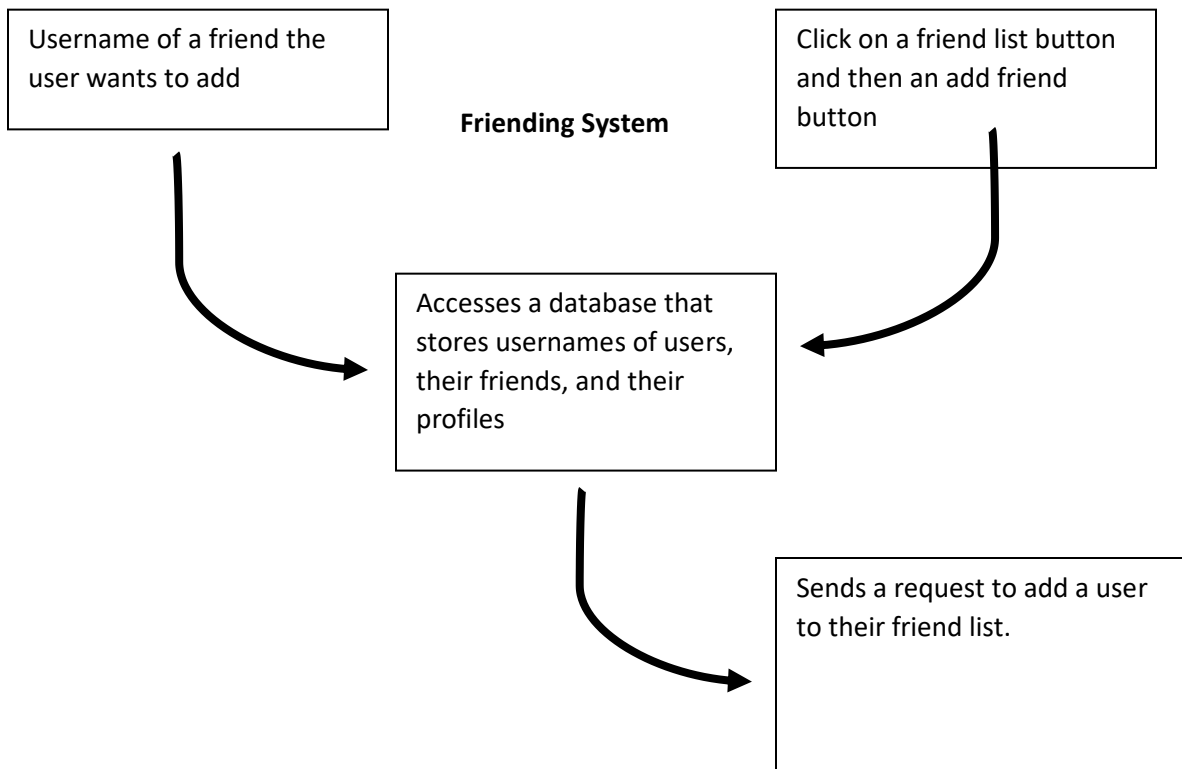 Username of a friend the
user wants to add
Click on a friend list button
and then an add friend
button
Friending System
Accesses a database that
stores usernames of users,
their friends, and their
profiles
Sends a request to add a user
to their friend list.